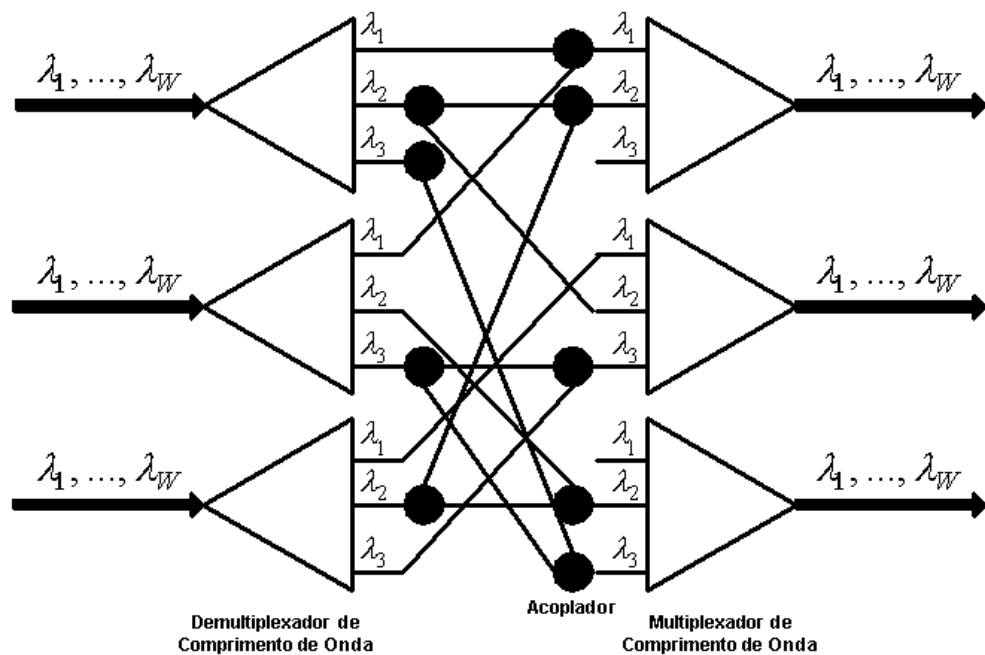 λ1 λ1
λ1, ..., λW λ2 λ2 λ1, ..., λW
λ3 λ3
λ1 λ1
λ1, ..., λW λ2 λ2 λ1, ..., λW
λ3 λ3
λ1 λ1
λ1, ..., λW λ2 λ2 λ1, ..., λW
λ3 λ3
Acoplador
Demultiplexador de
Comprimento de Onda
Multiplexador de
Comprimento de Onda